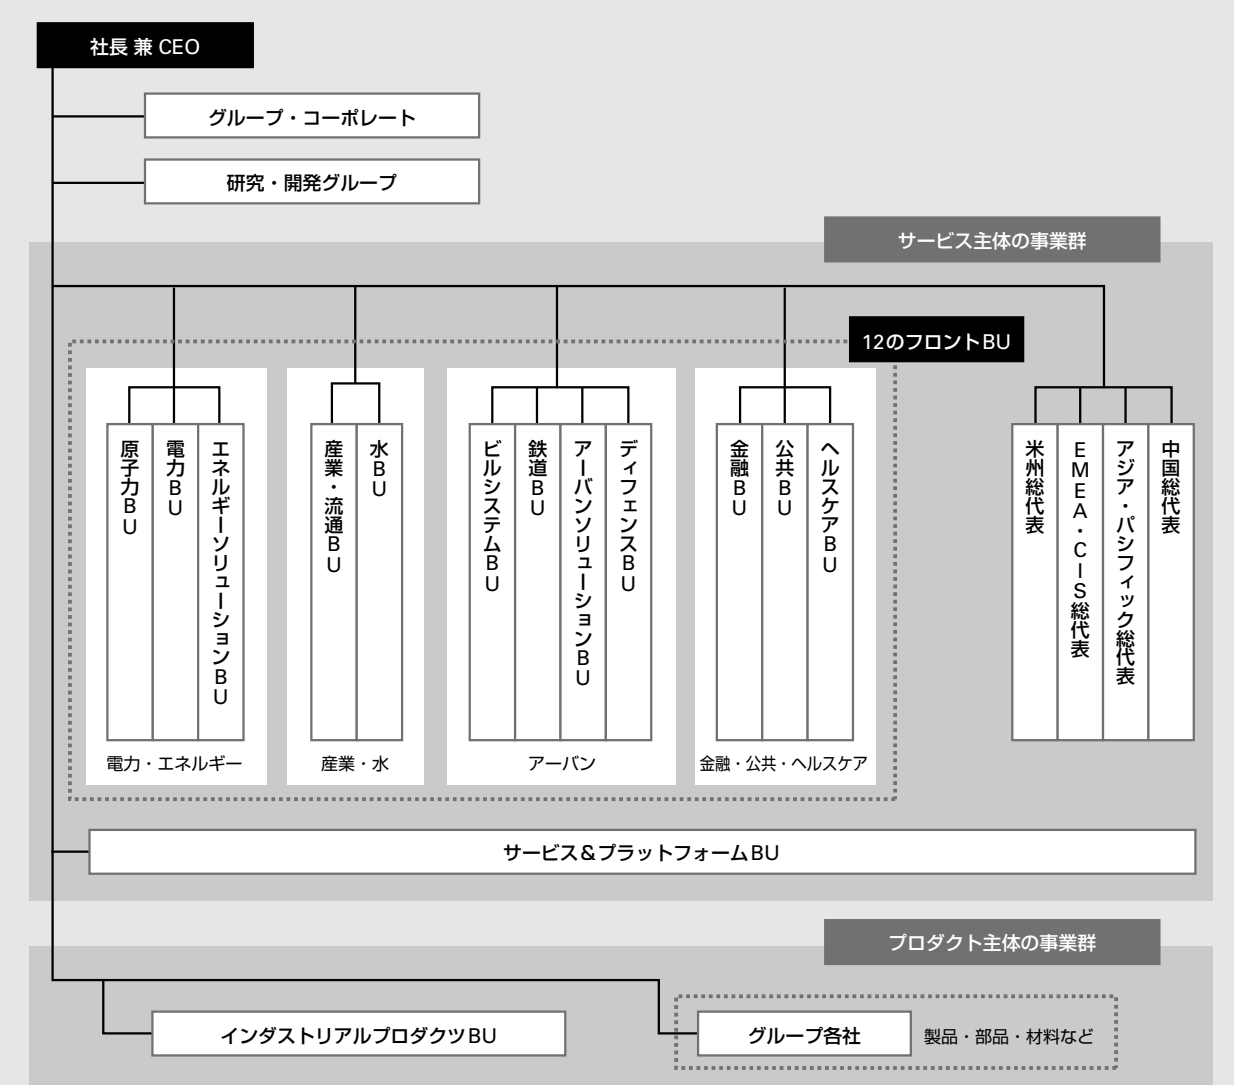 社長 兼 CEO
グループ・コーポレート
研究・開発グループ
サービス主体の事業群
12のフロントBU
原子力BU
電力BU
エネルギーソリューションBU
電力・エネルギー
産業・流通BU
水BU
産業・水
ビルシステムBU
鉄道BU
アーバンソリューションBU
ディフェンスBU
アーバン
金融BU
公共BU
ヘルスケアBU
金融・公共・ヘルスケア
米州総代表
EMEA・CIS総代表
アジア・パシフィック総代表
中国総代表
サービス&プラットフォームBU
プロダクト主体の事業群
インダストリアルプロダクツBU
グループ各社
製品・部品・材料など